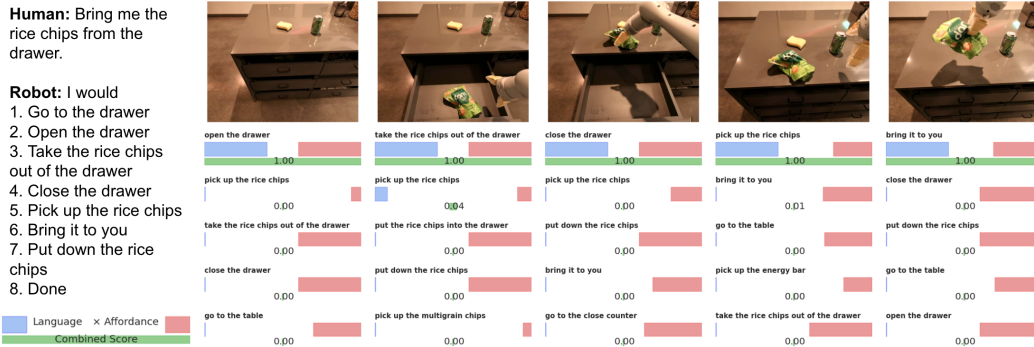 Human: Bring me the
rice chips from the
drawer.
Robot: I would
1. Go to the drawer
2. Open the drawer
3. Take the rice chips
out of the drawer
4. Close the drawer
5. Pick up the rice chips
6. Bring it to you
7. Put down the rice
chips
8. Done
Language × Affordance
Combined Score
open the drawer
1.00
pick up the rice chips
0.00
take the rice chips out of the drawer
0.00
close the drawer
0.00
go to the table
0.00
take the rice chips out of the drawer
1.00
pick up the rice chips
0.04
put the rice chips into the drawer
0.00
put down the rice chips
0.00
pick up the multigrain chips
0.00
close the drawer
1.00
pick up the rice chips
0.00
put down the rice chips
0.00
bring it to you
0.00
go to the close counter
0.00
pick up the rice chips
1.00
bring it to you
0.01
go to the table
0.00
pick up the energy bar
0.00
take the rice chips out of the drawer
0.00
bring it to you
1.00
close the drawer
0.00
put down the rice chips
0.00
go to the table
0.00
open the drawer
0.00